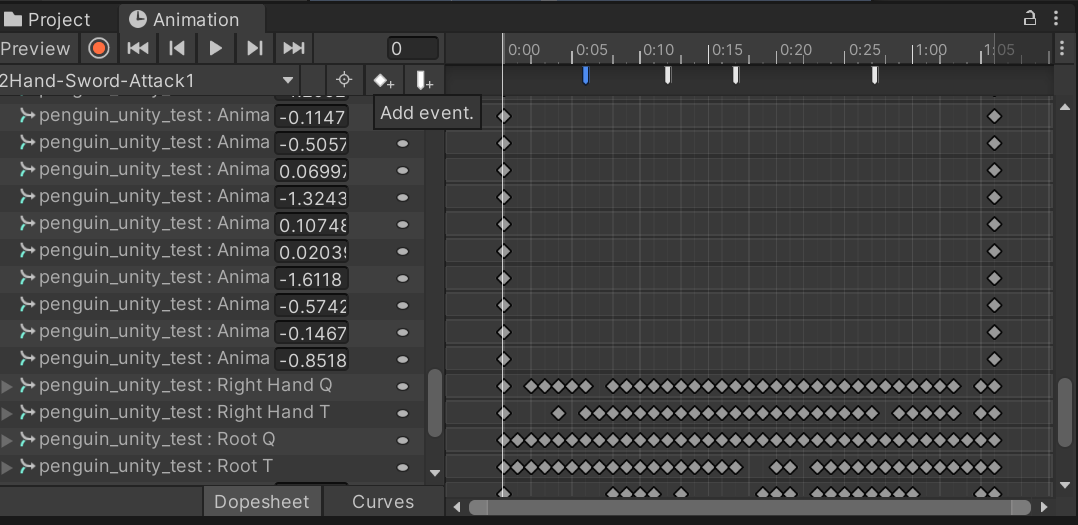 Project Animation
Preview 0 0:00 0:05 0:10 0:15 0:20 0:25 1:00 1:05
2Hand-Sword-Attack1
Add event.
penguin_unity_test : Anima -0.1147
penguin_unity_test : Anima -0.5057
penguin_unity_test : Anima 0.06997
penguin_unity_test : Anima -1.3243
penguin_unity_test : Anima 0.10748
penguin_unity_test : Anima 0.0203
penguin_unity_test : Anima -1.6118
penguin_unity_test : Anima -0.5742
penguin_unity_test : Anima -0.1467
penguin_unity_test : Anima -0.8518
penguin_unity_test : Right Hand Q
penguin_unity_test : Right Hand T
penguin_unity_test : Root Q
penguin_unity_test : Root T
Dopesheet Curves